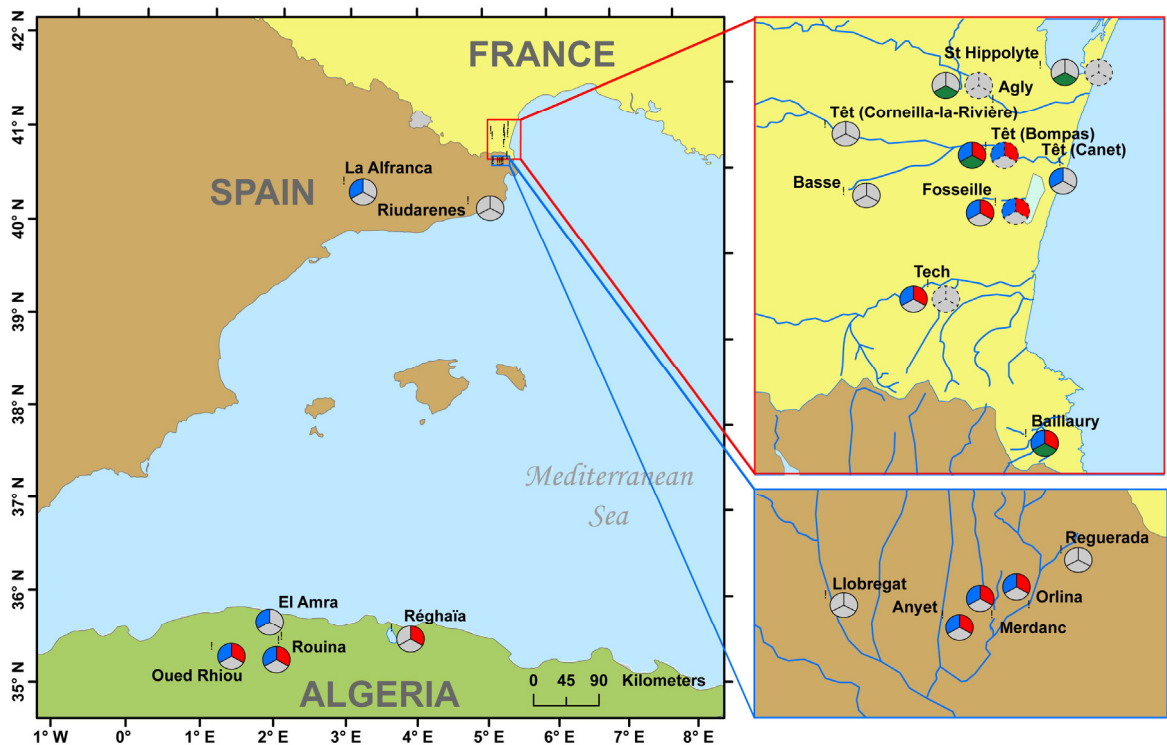 42° N
41° N
40° N
39° N
38° N
37° N
36° N
35° N
1° W
0°
1° E
2° E
3° E
4° E
5° E
6° E
7° E
8° E
FRANCE
SPAIN
La Alfranca
Riudarenes
Mediterranean
Sea
El Amra
Réghaïa
Rouina
Oued Rhiou
ALGERIA
0 45 90 Kilometers
St Hippolyte
Agly
Têt (Corneilla-la-Rivière)
Têt (Bompas)
Têt (Canet)
Basse
Fosseille
Tech
Baillaury
Reguerada
Llobregat
Orlina
Anyet
Merdanc